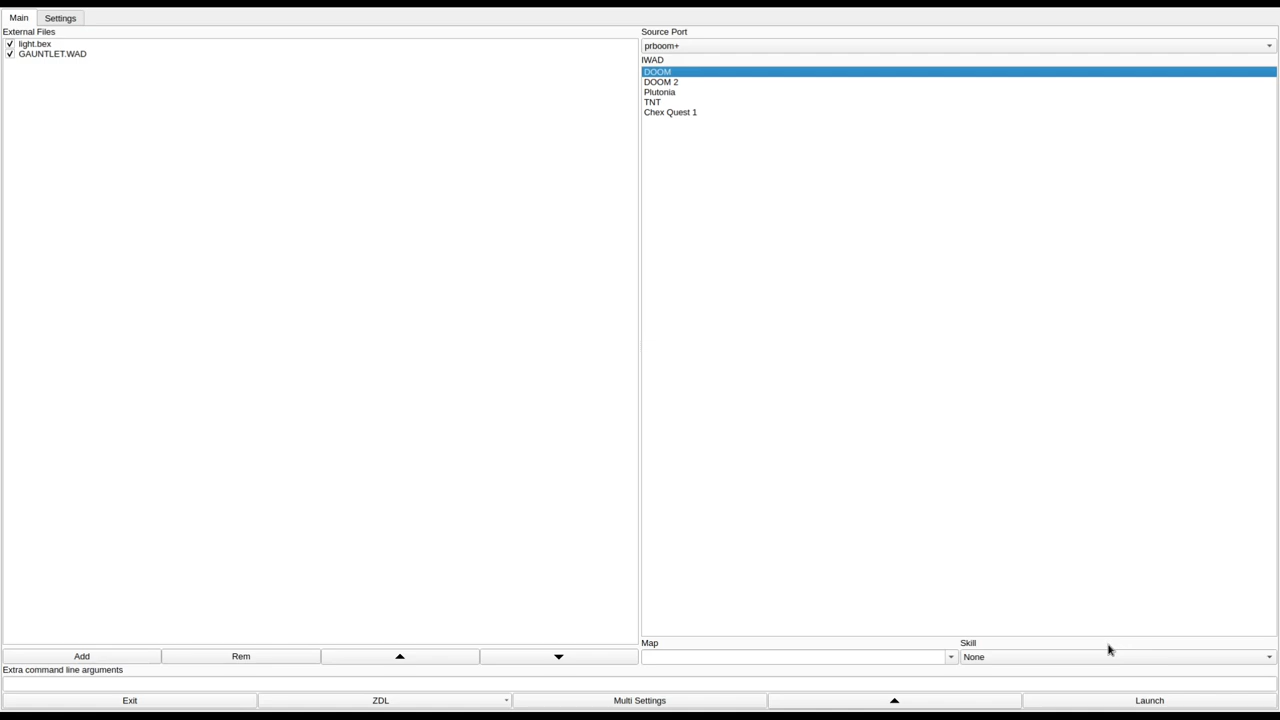 Main Settings
External Files
light.bex
GAUNTLET.WAD
Source Port
prboom+
IWAD
DOOM
DOOM 2
Plutonia
TNT
Chex Quest 1
Map Skill
None
Add Rem
Extra command line arguments
Exit ZDL Multi Settings Launch